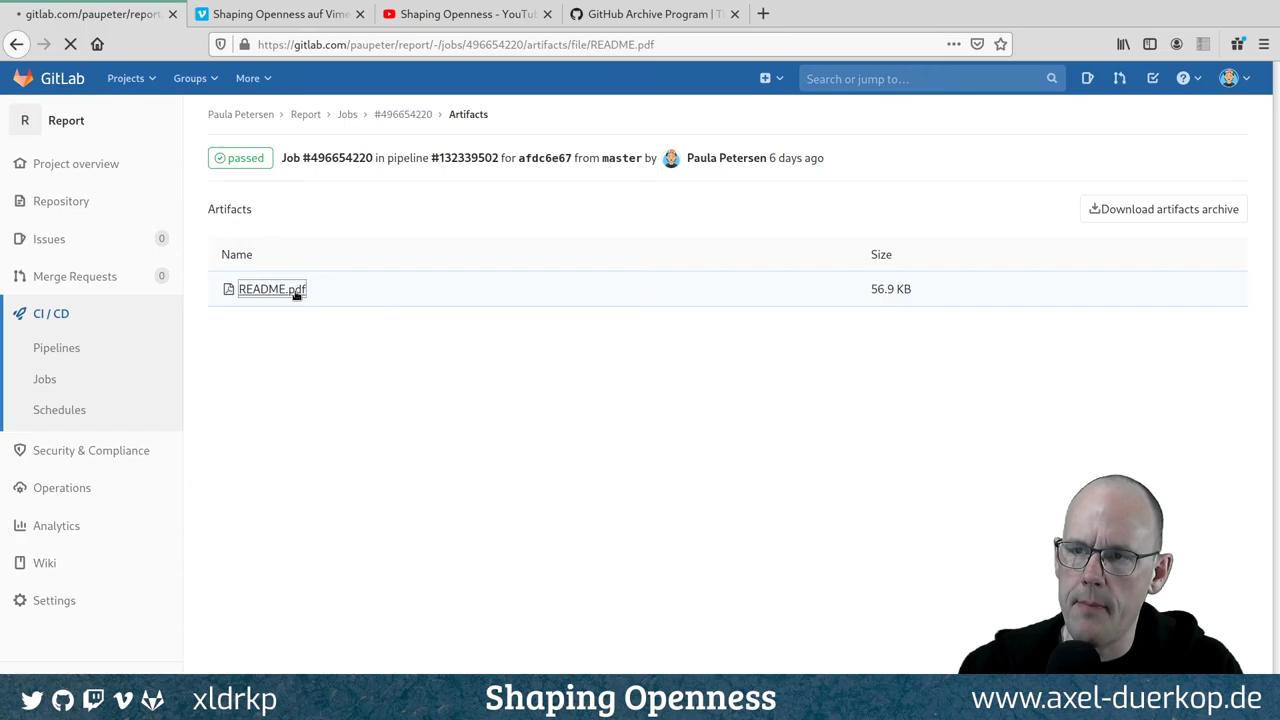 gitlab.com/paupeter/report
Shaping Openness auf Vime
Shaping Openness - YouTu
GitHub Archive Program | T
https://gitlab.com/paupeter/report/-/jobs/496654220/artifacts/file/README.pdf
GitLab
Projects
Groups
More
Search or jump to…
R
Report
Project overview
Repository
Issues
0
Merge Requests
0
CI / CD
Pipelines
Jobs
Schedules
Security & Compliance
Operations
Analytics
Wiki
Settings
Paula Petersen › Report › Jobs › #496654220 › Artifacts
passed
Job #496654220 in pipeline #132339502 for afdc6e67 from master by Paula Petersen 6 days ago
Artifacts
Download artifacts archive
Name Size
README.pdf 56.9 KB
xldrkp
Shaping Openness
www.axel-duerkop.de